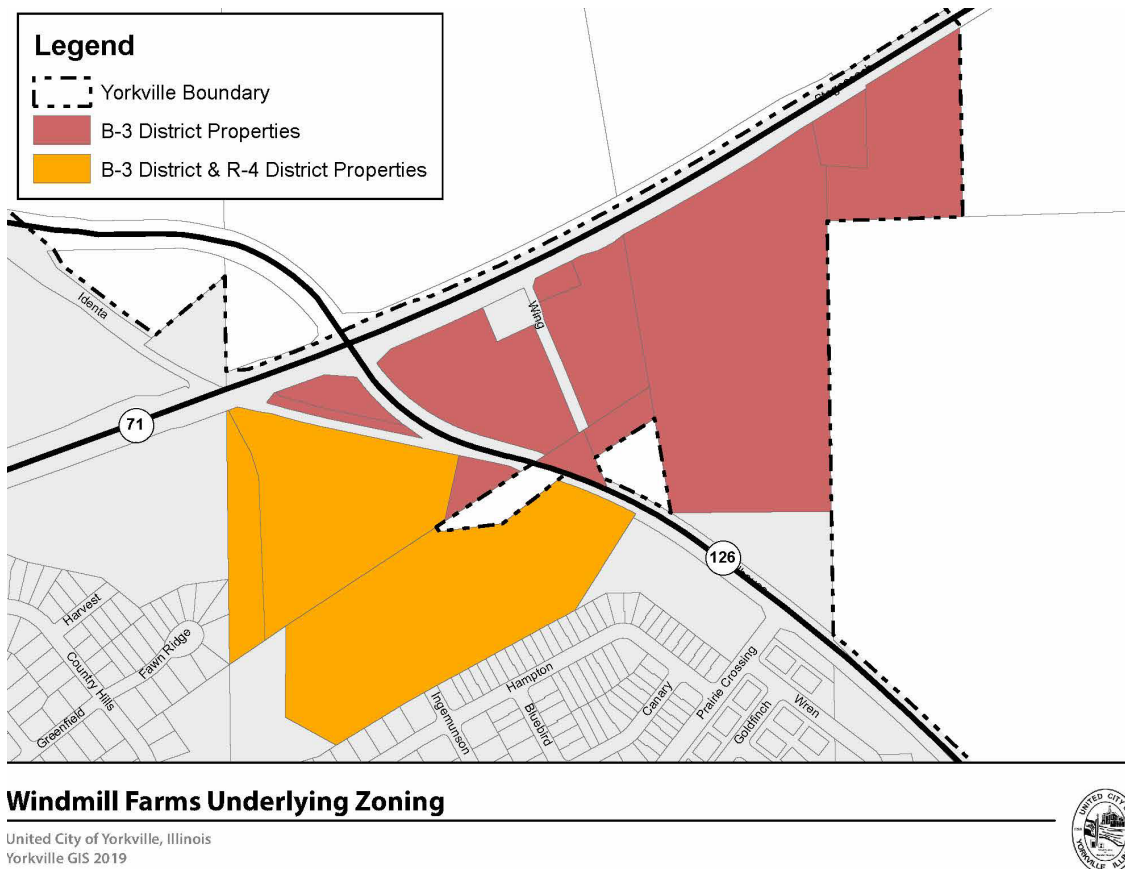 Legend
Yorkville Boundary
B-3 District Properties
B-3 District & R-4 District Properties
Identa
Wing
71
126
Harvest
Fawn Ridge
Country Hills
Greenfield
Hampton
Ingemunson
Bluebird
Canary
Prairie Crossing
Goldfinch
Wren
Windmill Farms Underlying Zoning
United City of Yorkville, Illinois
Yorkville GIS 2019